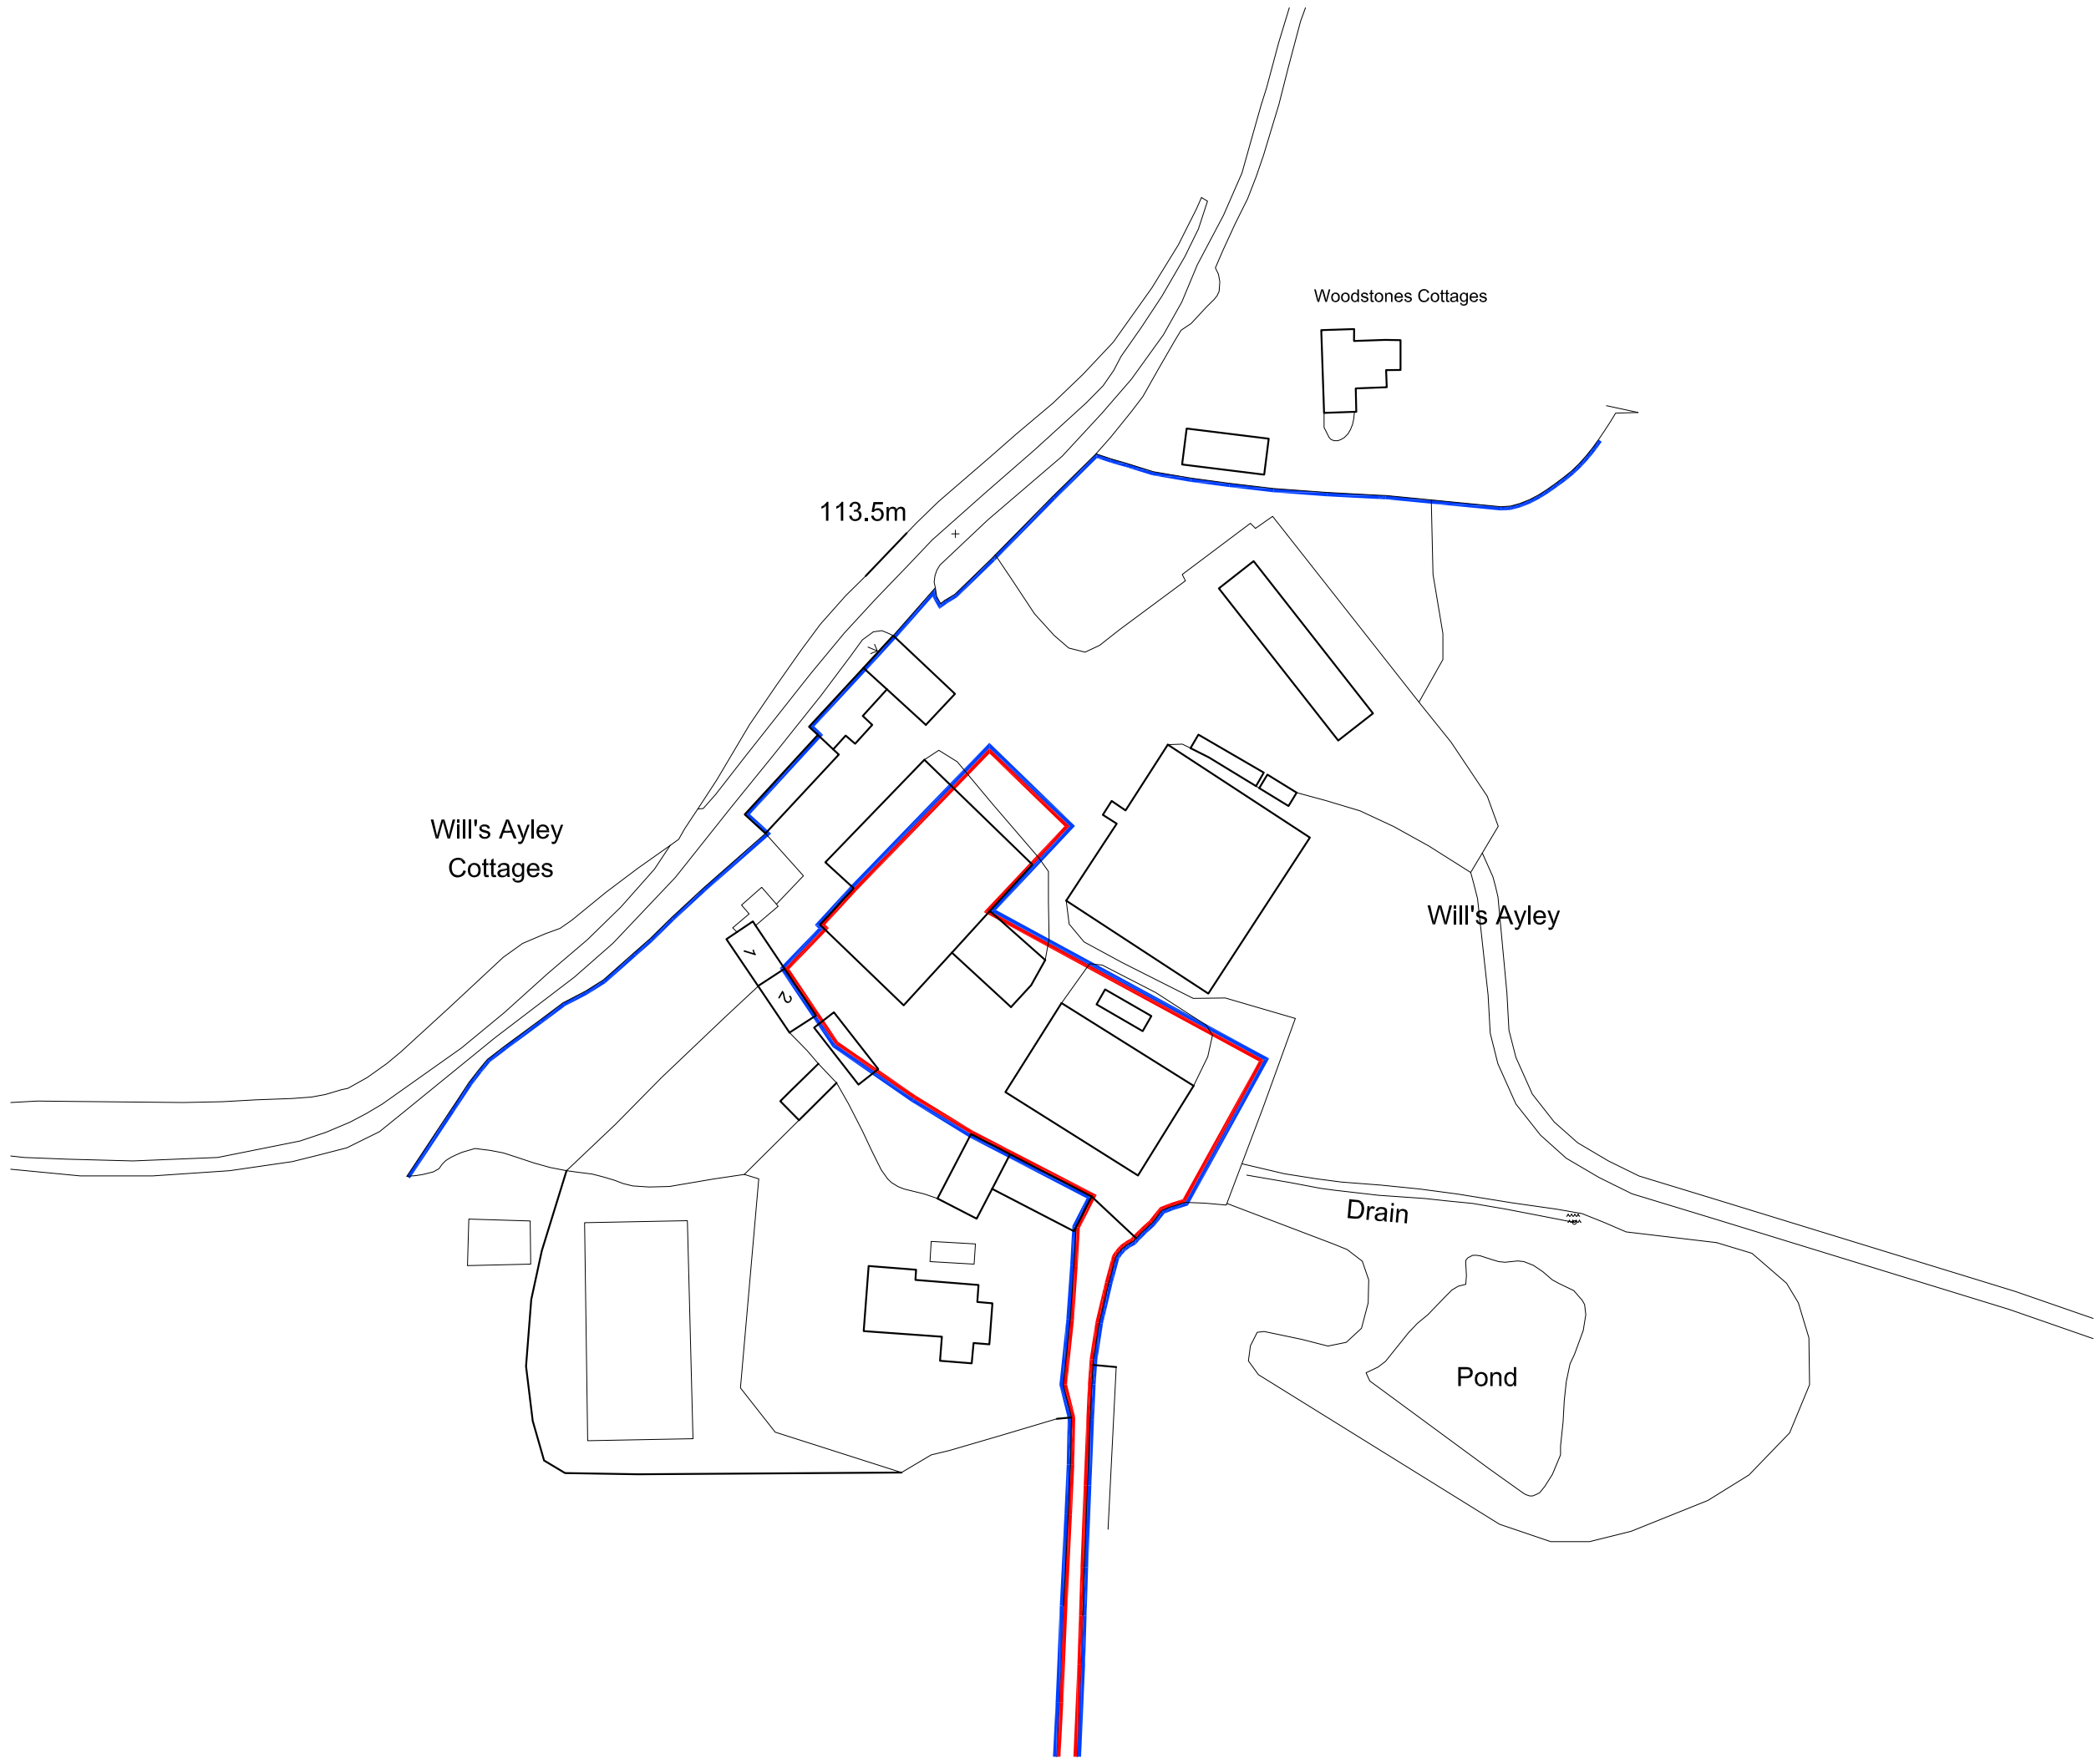 Woodstones Cottages
113.5m
Will's Ayley
Cottages
Will's Ayley
1
2
Drain
Pond